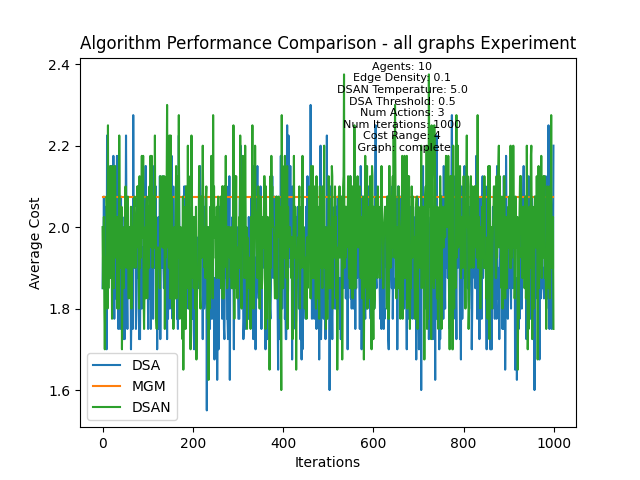 Algorithm Performance Comparison - all graphs Experiment
Agents: 10
Edge Density: 0.1
DSAN Temperature: 5.0
DSA Threshold: 0.5
Num Actions: 3
Num Iterations: 1000
Cost Range: 4
Graph: complete
2.4
2.2
2.0
1.8
1.6
Average Cost
DSA
MGM
DSAN
0
200
400
600
800
1000
Iterations